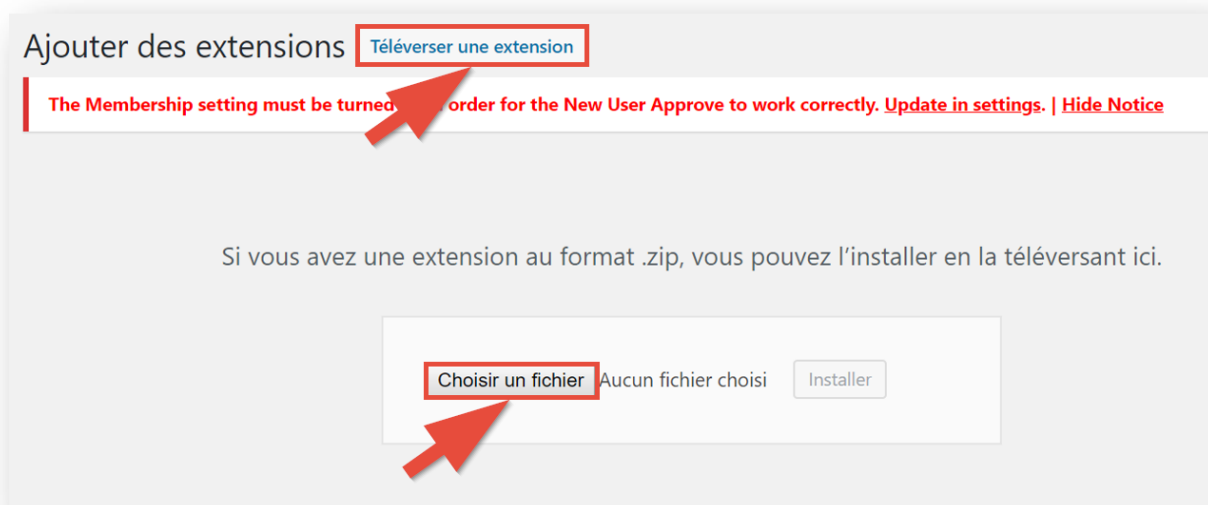 Ajouter des extensions Téléverser une extension
The Membership setting must be turned order for the New User Approve to work correctly. Update in settings. | Hide Notice
Si vous avez une extension au format .zip, vous pouvez l'installer en la téléversant ici.
Choisir un fichier Aucun fichier choisi Installer